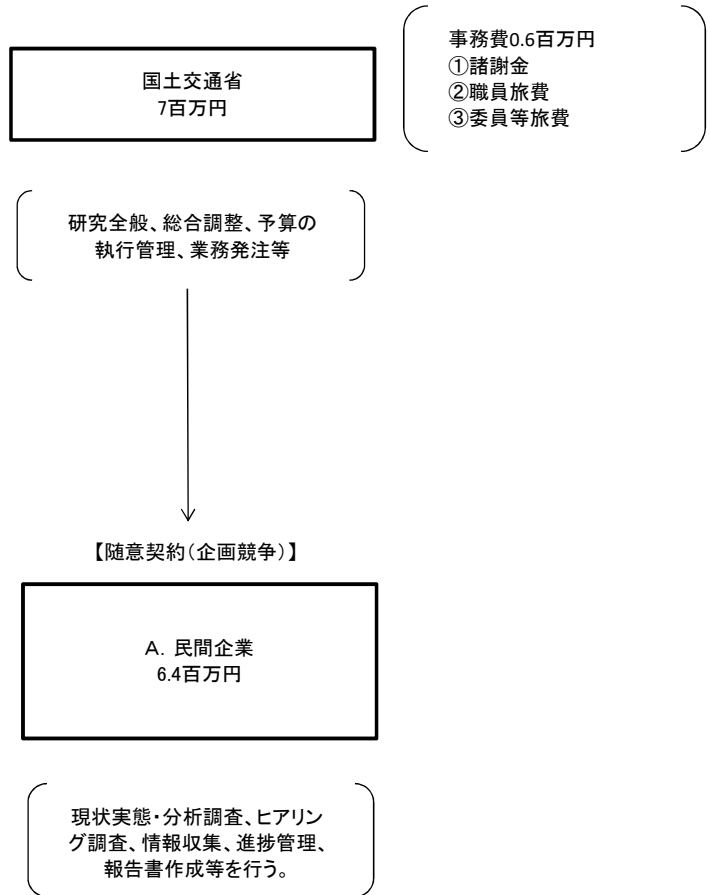 国土交通省
7百万円
事務費0.6百万円
①諸謝金
②職員旅費
③委員等旅費
研究全般、総合調整、予算の
執行管理、業務発注等
【随意契約(企画競争)】
A. 民間企業
6.4百万円
現状実態・分析調査、ヒアリン
グ調査、情報収集、進捗管理、
報告書作成等を行う。